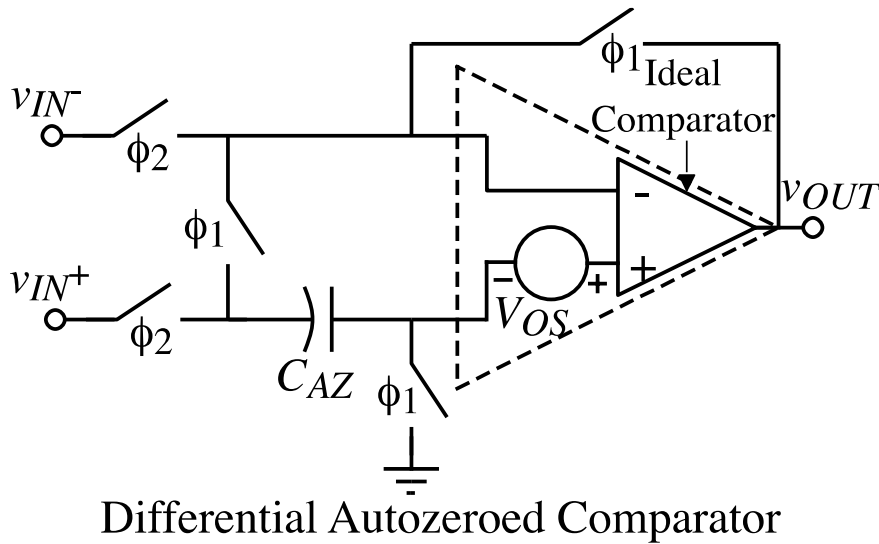 ϕ1
Ideal
vIN-
Comparator
ϕ2
-
vOUT
ϕ1
vIN+
+
− +
VOS
ϕ2
CAZ
ϕ1
Differential Autozeroed Comparator